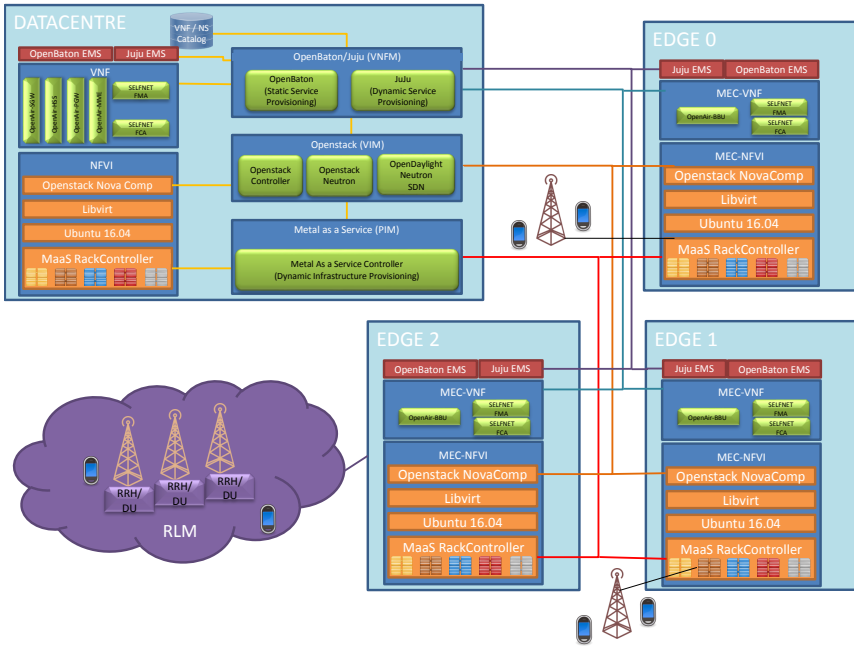 DATACENTRE
VNF / NS
Catalog
OpenBaton EMS
Juju EMS
VNF
OpenAir-SGW
OpenAir-HSS
OpenAir-PGW
OpenAir-MME
SELFNET
FMA
SELFNET
FCA
OpenBaton/Juju (VNFM)
OpenBaton
(Static Service
Provisioning)
JuJu
(Dynamic Service
Provisioning)
NFVI
Openstack Nova Comp
Libvirt
Ubuntu 16.04
MaaS RackController
Openstack (VIM)
Openstack
Controller
Openstack
Neutron
OpenDaylight
Neutron
SDN
Metal as a Service (PIM)
Metal As a Service Controller
(Dynamic Infrastructure Provisioning)
EDGE 0
Juju EMS
OpenBaton EMS
MEC-VNF
OpenAir-BBU
SELFNET
FMA
SELFNET
FCA
MEC-NFVI
Openstack NovaComp
Libvirt
Ubuntu 16.04
MaaS RackController
EDGE 2
OpenBaton EMS
Juju EMS
MEC-VNF
OpenAir-BBU
SELFNET
FMA
SELFNET
FCA
MEC-NFVI
Openstack NovaComp
Libvirt
Ubuntu 16.04
MaaS RackController
EDGE 1
Juju EMS
OpenBaton EMS
MEC-VNF
OpenAir-BBU
SELFNET
FMA
SELFNET
FCA
MEC-NFVI
Openstack NovaComp
Libvirt
Ubuntu 16.04
MaaS RackController
RRH/
DU
RRH/
DU
RRH/
DU
RLM